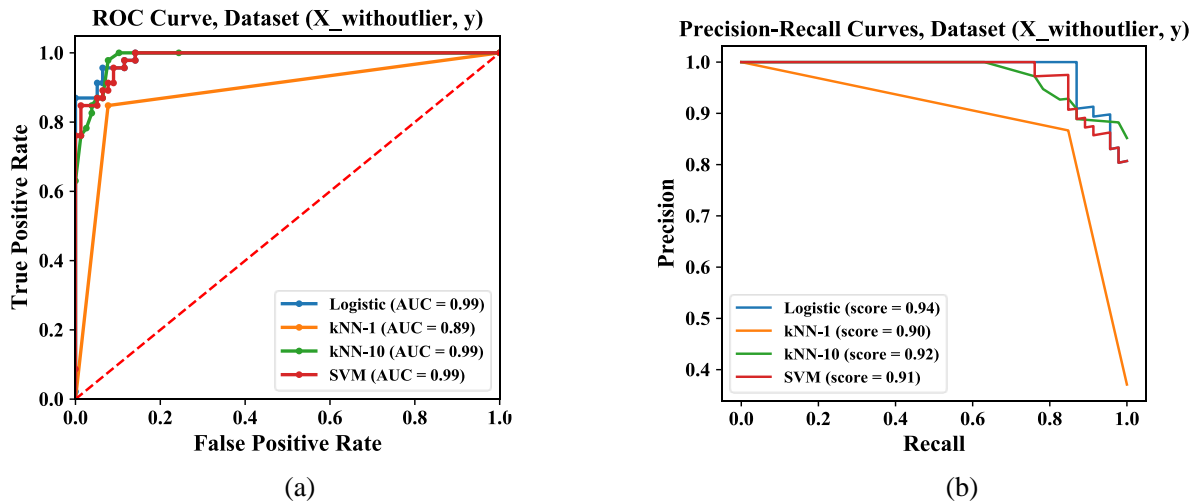 ROC Curve, Dataset (X_withoutlier, y)
1.0
0.8
0.6
0.4
0.2
0.0
True Positive Rate
Logistic (AUC = 0.99)
kNN-1 (AUC = 0.89)
kNN-10 (AUC = 0.99)
SVM (AUC = 0.99)
0.0 0.2 0.4 0.6 0.8 1.0
False Positive Rate
(a)
Precision-Recall Curves, Dataset (X_withoutlier, y)
1.0
0.9
0.8
0.7
0.6
0.5
0.4
Precision
Logistic (score = 0.94)
kNN-1 (score = 0.90)
kNN-10 (score = 0.92)
SVM (score = 0.91)
0.0 0.2 0.4 0.6 0.8 1.0
Recall
(b)